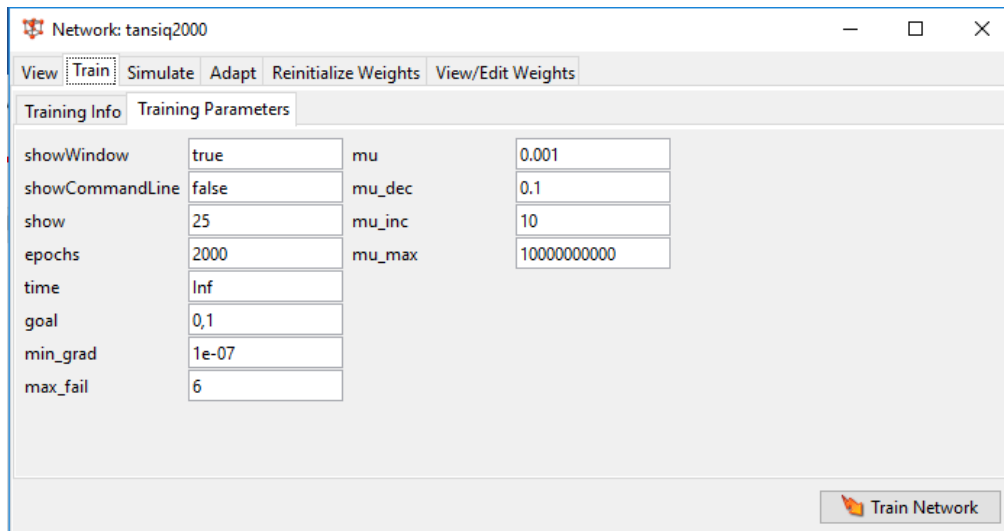 Network: tansiq2000
View Train Simulate Adapt Reinitialize Weights View/Edit Weights
Training Info Training Parameters
showWindow true mu 0.001
showCommandLine false mu_dec 0.1
show 25 mu_inc 10
epochs 2000 mu_max 10000000000
time Inf
goal 0,1
min_grad 1e-07
max_fail 6
Train Network